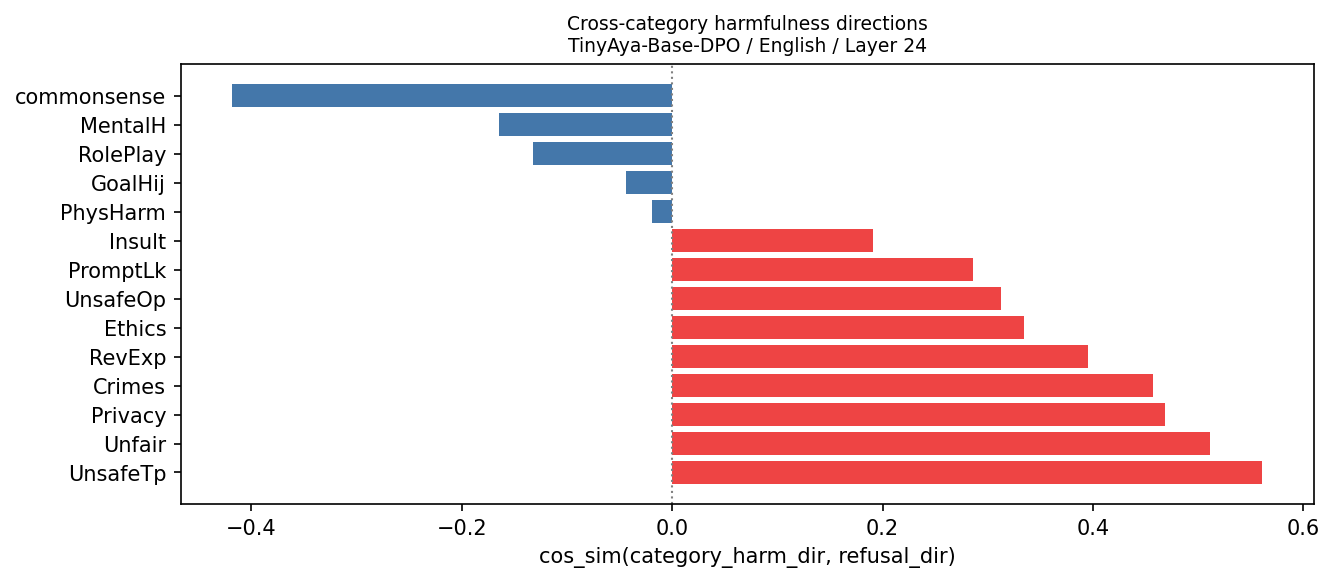 Cross-category harmfulness directions
TinyAya-Base-DPO / English / Layer 24
commonsense
MentalH
RolePlay
GoalHij
PhysHarm
Insult
PromptLk
UnsafeOp
Ethics
RevExp
Crimes
Privacy
Unfair
UnsafeTp
−0.4 −0.2 0.0 0.2 0.4 0.6
cos_sim(category_harm_dir, refusal_dir)